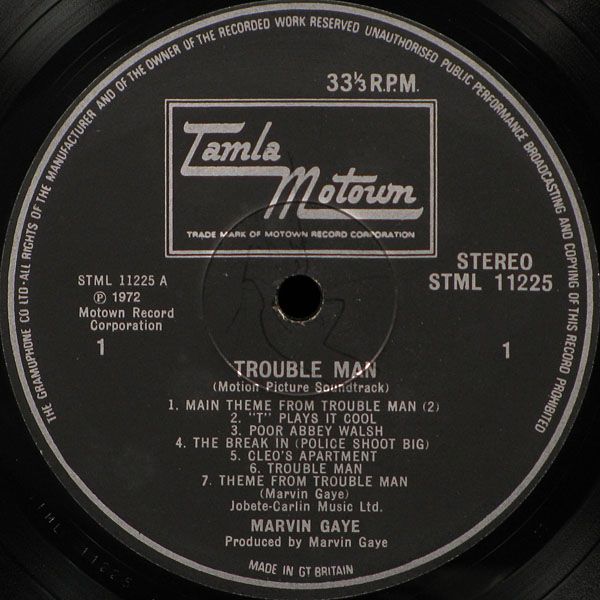 THE GRAMOPHONE CO LTD·ALL RIGHTS OF THE MANUFACTURER AND OF THE OWNER OF THE RECORDED WORK RESERVED UNAUTHORISED PUBLIC PERFORMANCE BROADCASTING AND COPYING OF THIS RECORD PROHIBITED
33⅓ R.P.M.
Tamla
Motown
TRADE MARK OF MOTOWN RECORD CORPORATION
STML 11225 A
℗ 1972
Motown Record
Corporation
1
STEREO
STML 11225
1
TROUBLE MAN
(Motion Picture Soundtrack)
1. MAIN THEME FROM TROUBLE MAN (2)
2. "T" PLAYS IT COOL
3. POOR ABBEY WALSH
4. THE BREAK IN (POLICE SHOOT BIG)
5. CLEO'S APARTMENT
6. TROUBLE MAN
7. THEME FROM TROUBLE MAN
(Marvin Gaye)
Jobete-Carlin Music Ltd.
MARVIN GAYE
Produced by Marvin Gaye
MADE IN GT BRITAIN